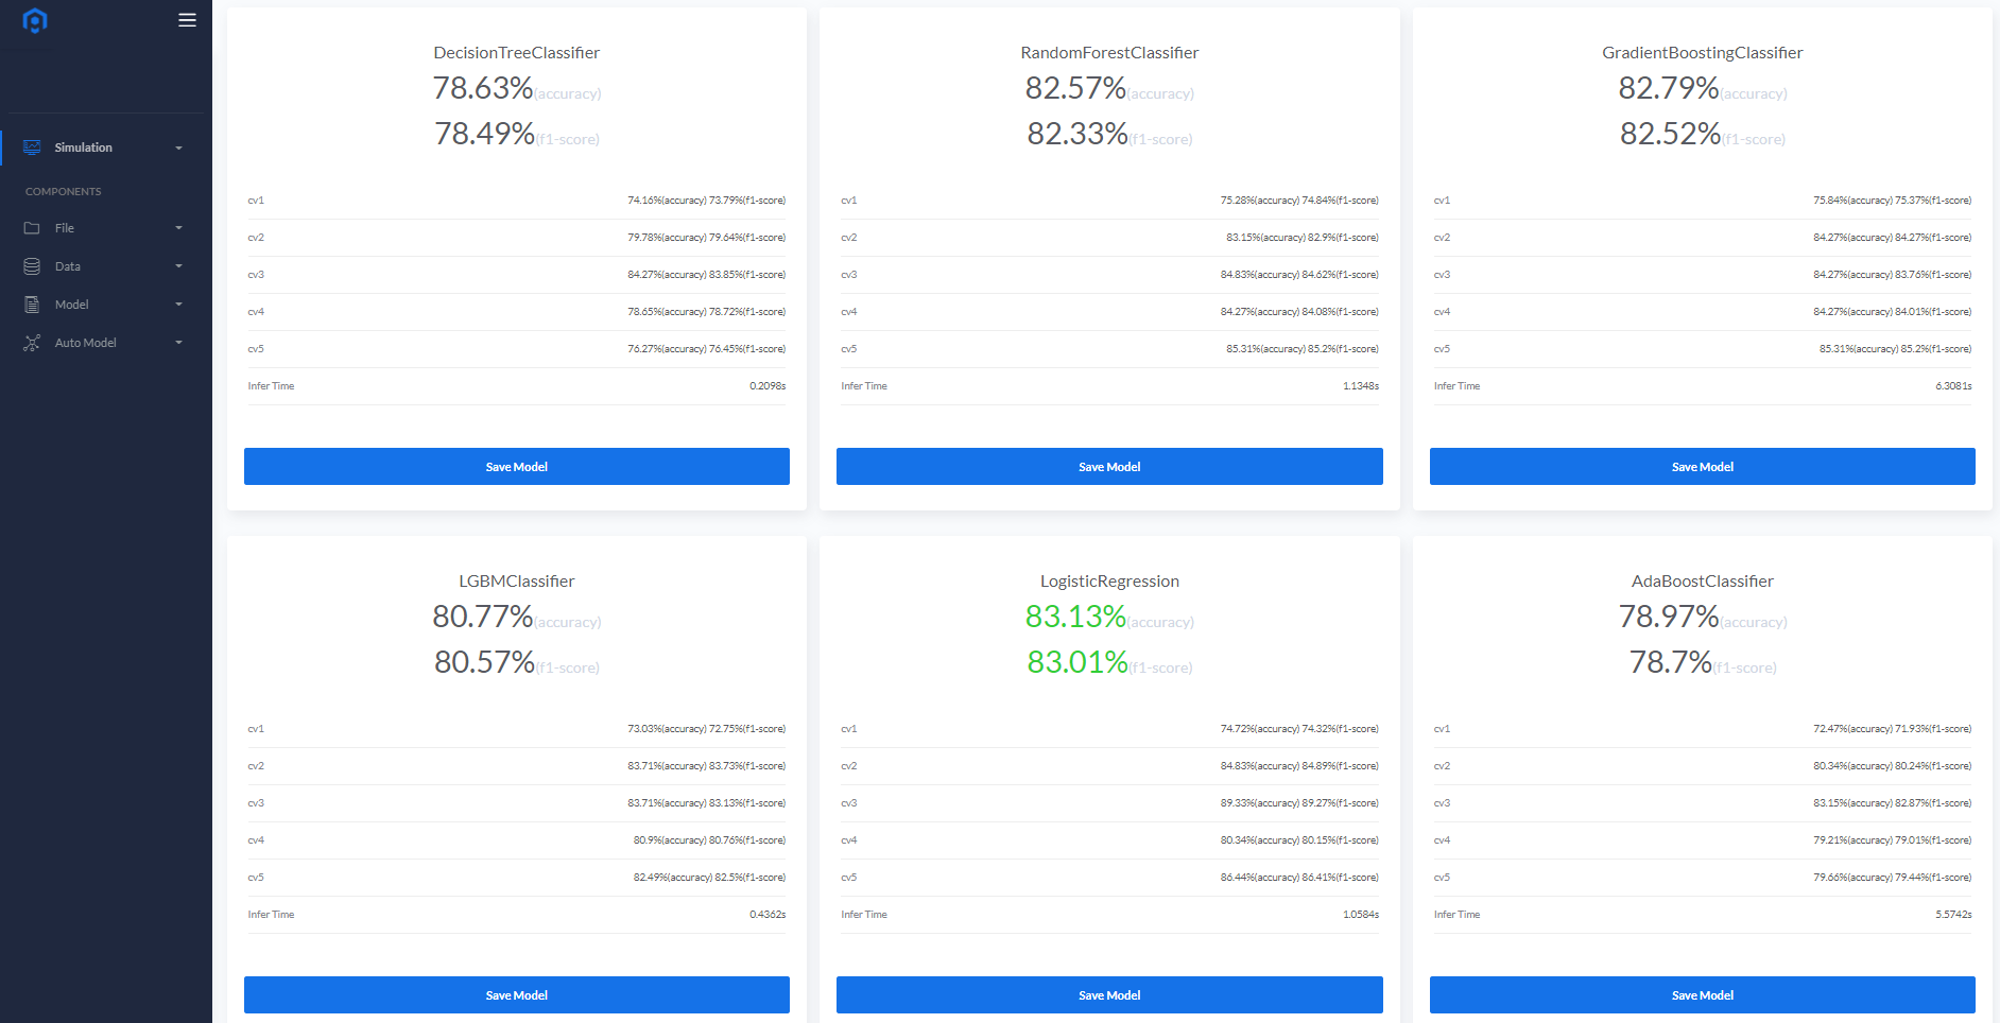 Simulation
COMPONENTS
File
Data
Model
Auto Model
DecisionTreeClassifier
78.63%(accuracy)
78.49%(f1-score)
cv1 74.16%(accuracy) 73.79%(f1-score)
cv2 79.78%(accuracy) 79.64%(f1-score)
cv3 84.27%(accuracy) 83.85%(f1-score)
cv4 78.65%(accuracy) 78.72%(f1-score)
cv5 76.27%(accuracy) 76.45%(f1-score)
Infer Time 0.2098s
Save Model
RandomForestClassifier
82.57%(accuracy)
82.33%(f1-score)
cv1 75.28%(accuracy) 74.84%(f1-score)
cv2 83.15%(accuracy) 82.9%(f1-score)
cv3 84.83%(accuracy) 84.62%(f1-score)
cv4 84.27%(accuracy) 84.08%(f1-score)
cv5 85.31%(accuracy) 85.2%(f1-score)
Infer Time 1.1348s
Save Model
GradientBoostingClassifier
82.79%(accuracy)
82.52%(f1-score)
cv1 75.84%(accuracy) 75.37%(f1-score)
cv2 84.27%(accuracy) 84.27%(f1-score)
cv3 84.27%(accuracy) 83.76%(f1-score)
cv4 84.27%(accuracy) 84.01%(f1-score)
cv5 85.31%(accuracy) 85.2%(f1-score)
Infer Time 6.3081s
Save Model
LGBMClassifier
80.77%(accuracy)
80.57%(f1-score)
cv1 73.03%(accuracy) 72.75%(f1-score)
cv2 83.71%(accuracy) 83.73%(f1-score)
cv3 83.71%(accuracy) 83.13%(f1-score)
cv4 80.9%(accuracy) 80.76%(f1-score)
cv5 82.49%(accuracy) 82.5%(f1-score)
Infer Time 0.4362s
Save Model
LogisticRegression
83.13%(accuracy)
83.01%(f1-score)
cv1 74.72%(accuracy) 74.32%(f1-score)
cv2 84.83%(accuracy) 84.89%(f1-score)
cv3 89.33%(accuracy) 89.27%(f1-score)
cv4 80.34%(accuracy) 80.15%(f1-score)
cv5 86.44%(accuracy) 86.41%(f1-score)
Infer Time 1.0584s
Save Model
AdaBoostClassifier
78.97%(accuracy)
78.7%(f1-score)
cv1 72.47%(accuracy) 71.93%(f1-score)
cv2 80.34%(accuracy) 80.24%(f1-score)
cv3 83.15%(accuracy) 82.87%(f1-score)
cv4 79.21%(accuracy) 79.01%(f1-score)
cv5 79.66%(accuracy) 79.44%(f1-score)
Infer Time 5.5742s
Save Model